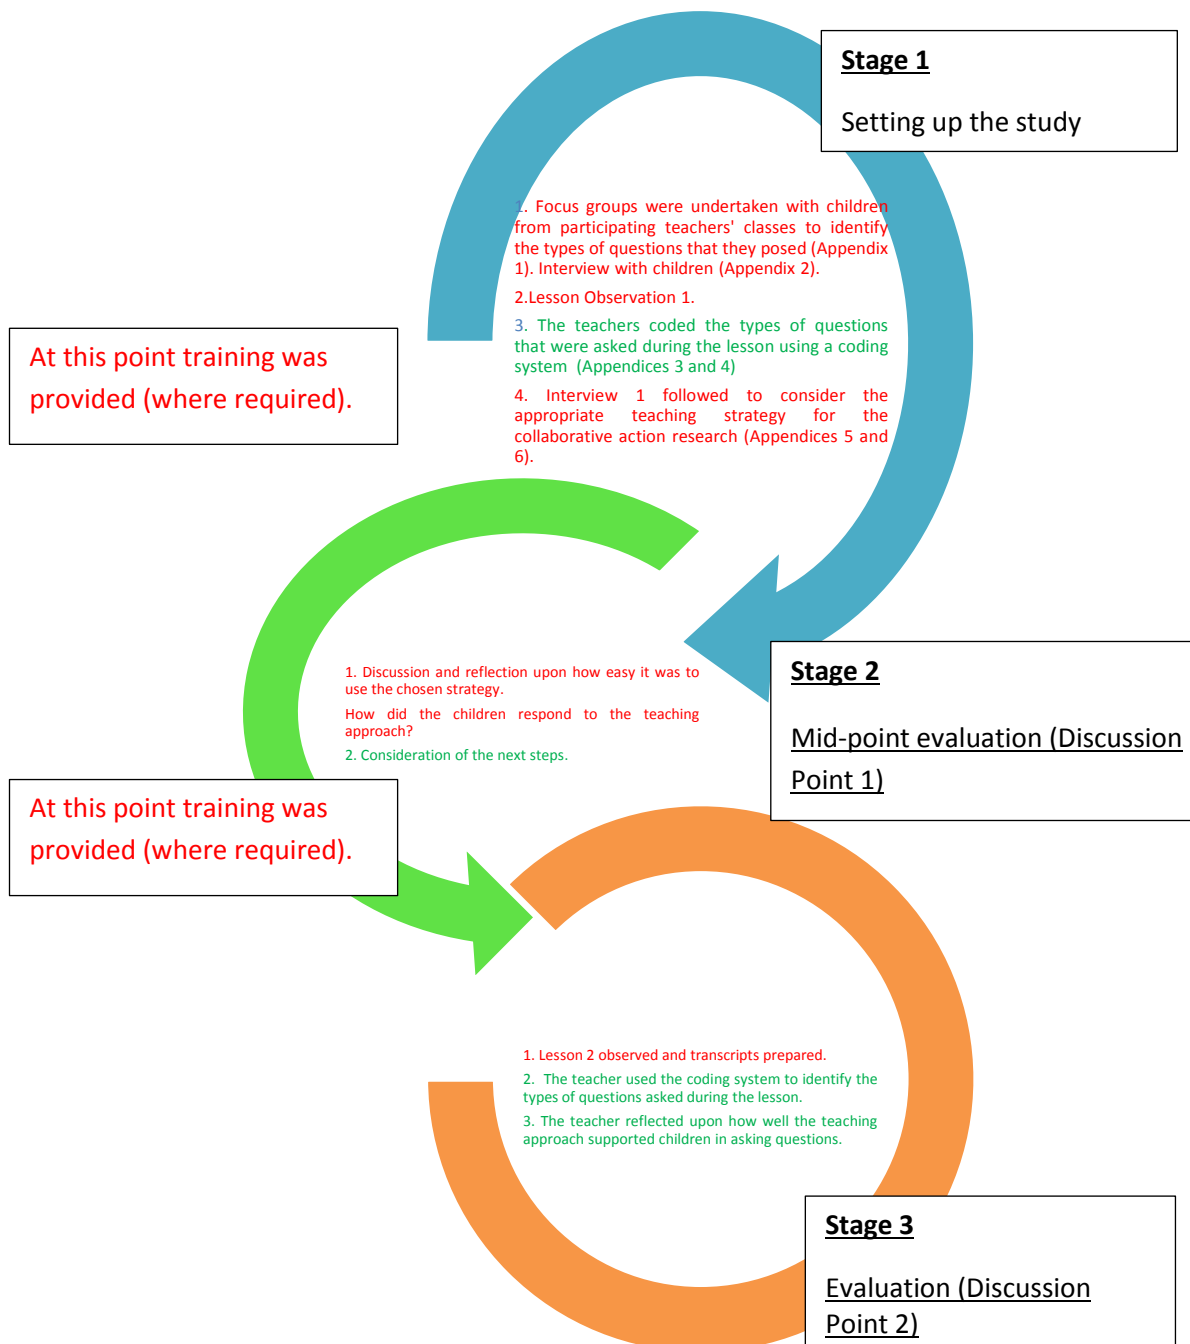 Stage 1
Setting up the study
1. Focus groups were undertaken with children
from participating teachers' classes to identify
the types of questions that they posed (Appendix
1). Interview with children (Appendix 2).
2.Lesson Observation 1.
3. The teachers coded the types of questions
that were asked during the lesson using a coding
system (Appendices 3 and 4)
4. Interview 1 followed to consider the
appropriate teaching strategy for the
collaborative action research (Appendices 5 and
6).
At this point training was
provided (where required).
Stage 2
Mid-point evaluation (Discussion
Point 1)
1. Discussion and reflection upon how easy it was to
use the chosen strategy.
How did the children respond to the teaching
approach?
2. Consideration of the next steps.
At this point training was
provided (where required).
1. Lesson 2 observed and transcripts prepared.
2. The teacher used the coding system to identify the
types of questions asked during the lesson.
3. The teacher reflected upon how well the teaching
approach supported children in asking questions.
Stage 3
Evaluation (Discussion
Point 2)